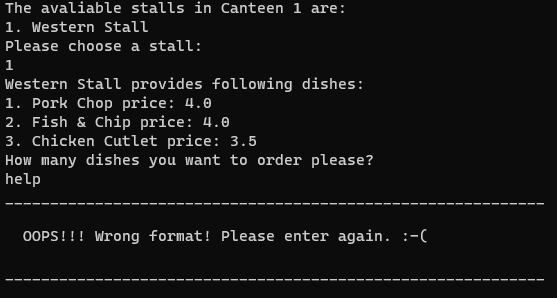 The avaliable stalls in Canteen 1 are:
1. Western Stall
Please choose a stall:
1
Western Stall provides following dishes:
1. Pork Chop price: 4.0
2. Fish & Chip price: 4.0
3. Chicken Cutlet price: 3.5
How many dishes you want to order please?
help
____________________________________________________________
OOPS!!! Wrong format! Please enter again. :-(
____________________________________________________________